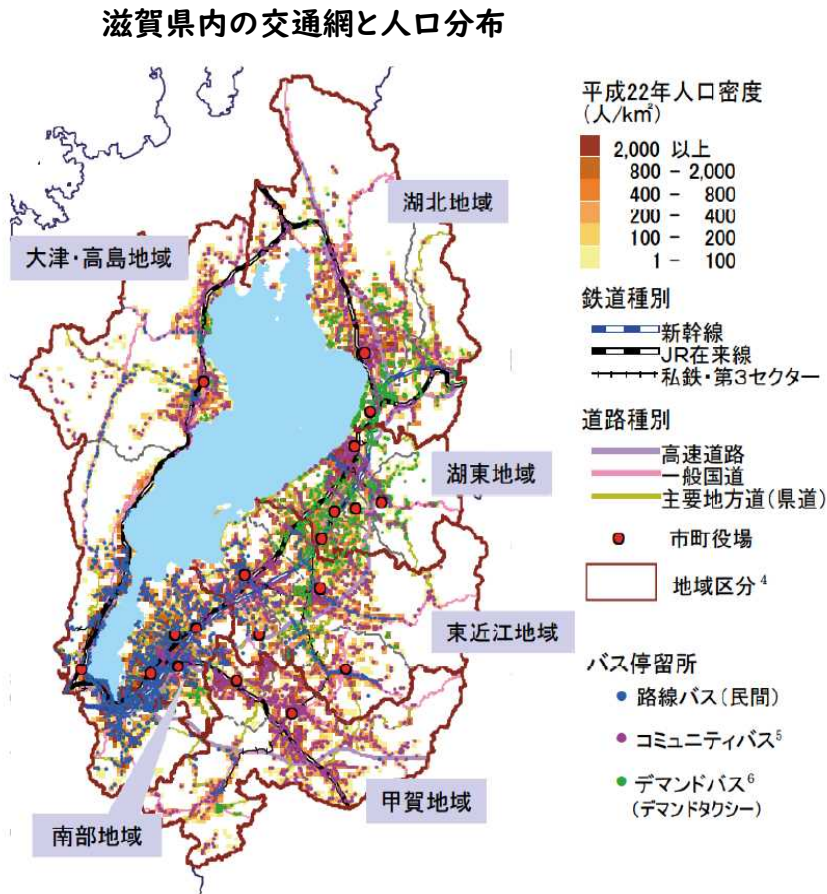 滋賀県内の交通網と人口分布
平成22年人口密度
(人/k㎡)
2,000 以上
800 - 2,000
400 - 800
200 - 400
100 - 200
1 - 100
鉄道種別
新幹線
JR在来線
私鉄・第3セクター
道路種別
高速道路
一般国道
主要地方道(県道)
市町役場
地域区分4
バス停留所
路線バス(民間)
コミュニティバス5
デマンドバス6
(デマンドタクシー)
湖北地域
大津・高島地域
湖東地域
東近江地域
甲賀地域
南部地域